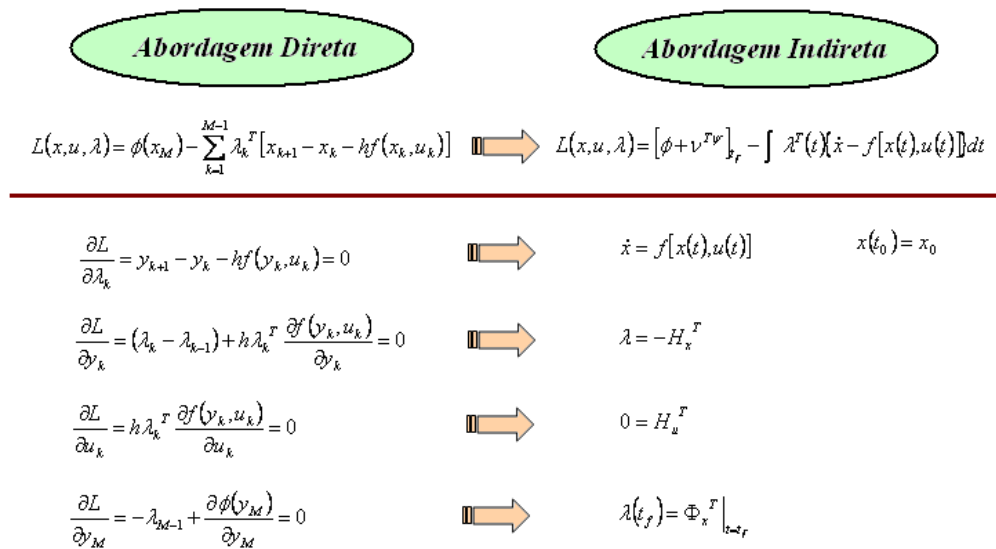 Abordagem Direta
Abordagem Indireta
L(x,u,λ) = ϕ(x_M) − ∑_{k=1}^{M−1} λ_k^T [x_{k+1} − x_k − hf(x_k,u_k)]
L(x,u,λ) = [ϕ + ν^{Tψ}]_{t_f} − ∫ λ^T(t){ẋ − f[x(t),u(t)]}dt
∂L/∂λ_k = y_{k+1} − y_k − hf(y_k,u_k) = 0
ẋ = f[x(t),u(t)]
x(t_0) = x_0
∂L/∂y_k = (λ_k − λ_{k−1}) + hλ_k^T ∂f(y_k,u_k)/∂y_k = 0
λ = −H_x^T
∂L/∂u_k = hλ_k^T ∂f(y_k,u_k)/∂u_k = 0
0 = H_u^T
∂L/∂y_M = −λ_{M−1} + ∂ϕ(y_M)/∂y_M = 0
λ(t_f) = Φ_x^T|_{t=t_f}